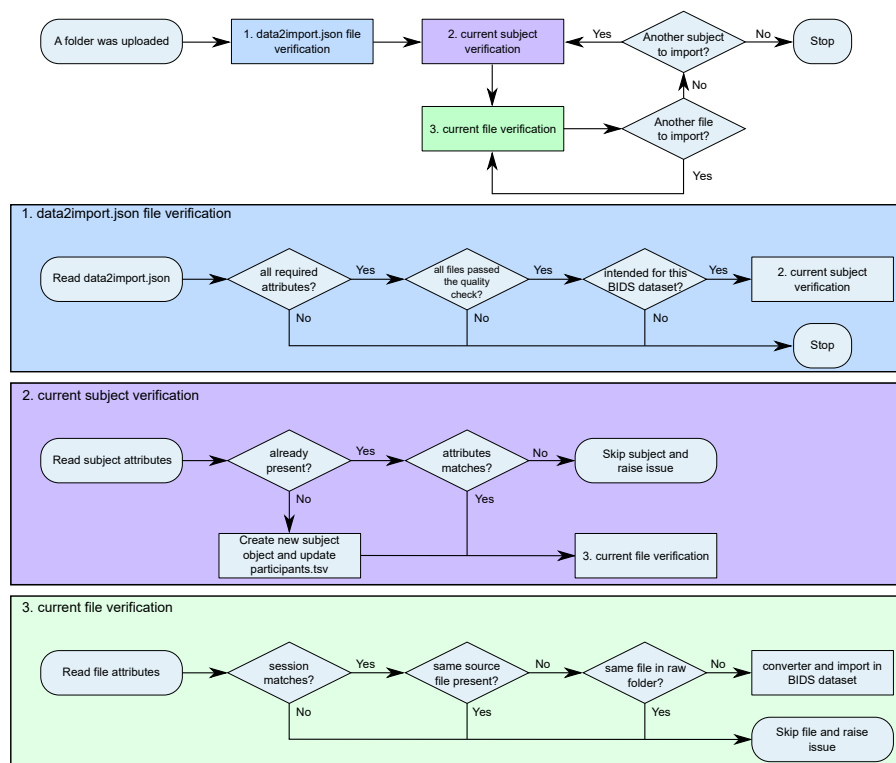 A folder was uploaded
1. data2import.json file
verification
2. current subject
verification
Yes
Another subject
to import?
No
Stop
No
3. current file verification
Another file
to import?
Yes
1. data2import.json file verification
Read data2import.json
all required
attributes?
Yes
all files passed
the quality
check?
Yes
intended for this
BIDS dataset?
Yes
2. current subject
verification
No
No
No
Stop
2. current subject verification
Read subject attributes
already
present?
Yes
attributes
matches?
No
Skip subject and
raise issue
No
Yes
Create new subject
object and update
participants.tsv
3. current file verification
3. current file verification
Read file attributes
session
matches?
Yes
same source
file present?
No
same file in raw
folder?
No
converter and import in
BIDS dataset
No
Yes
Yes
Skip file and raise
issue